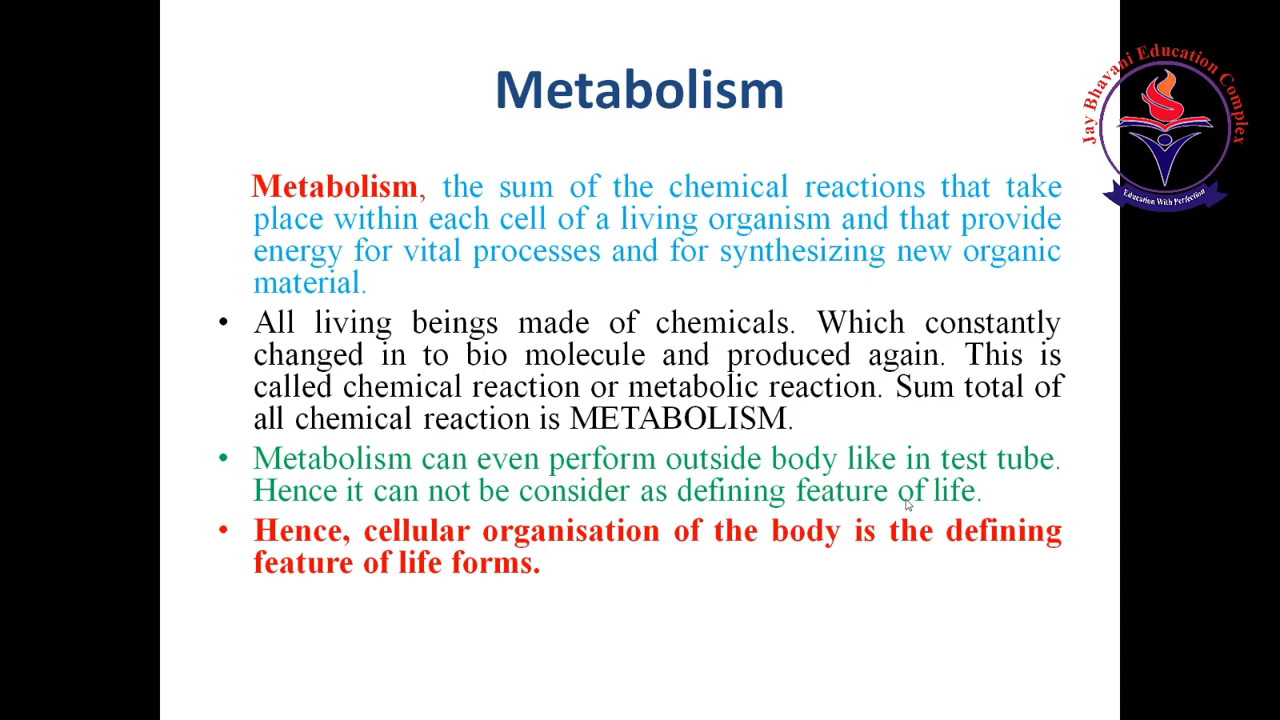 Metabolism
Jay Bhavani Education Complex
Education With Perfection
Metabolism, the sum of the chemical reactions that take
place within each cell of a living organism and that provide
energy for vital processes and for synthesizing new organic
material.
• All living beings made of chemicals. Which constantly
changed in to bio molecule and produced again. This is
called chemical reaction or metabolic reaction. Sum total of
all chemical reaction is METABOLISM.
• Metabolism can even perform outside body like in test tube.
Hence it can not be consider as defining feature of life.
• Hence, cellular organisation of the body is the defining
feature of life forms.